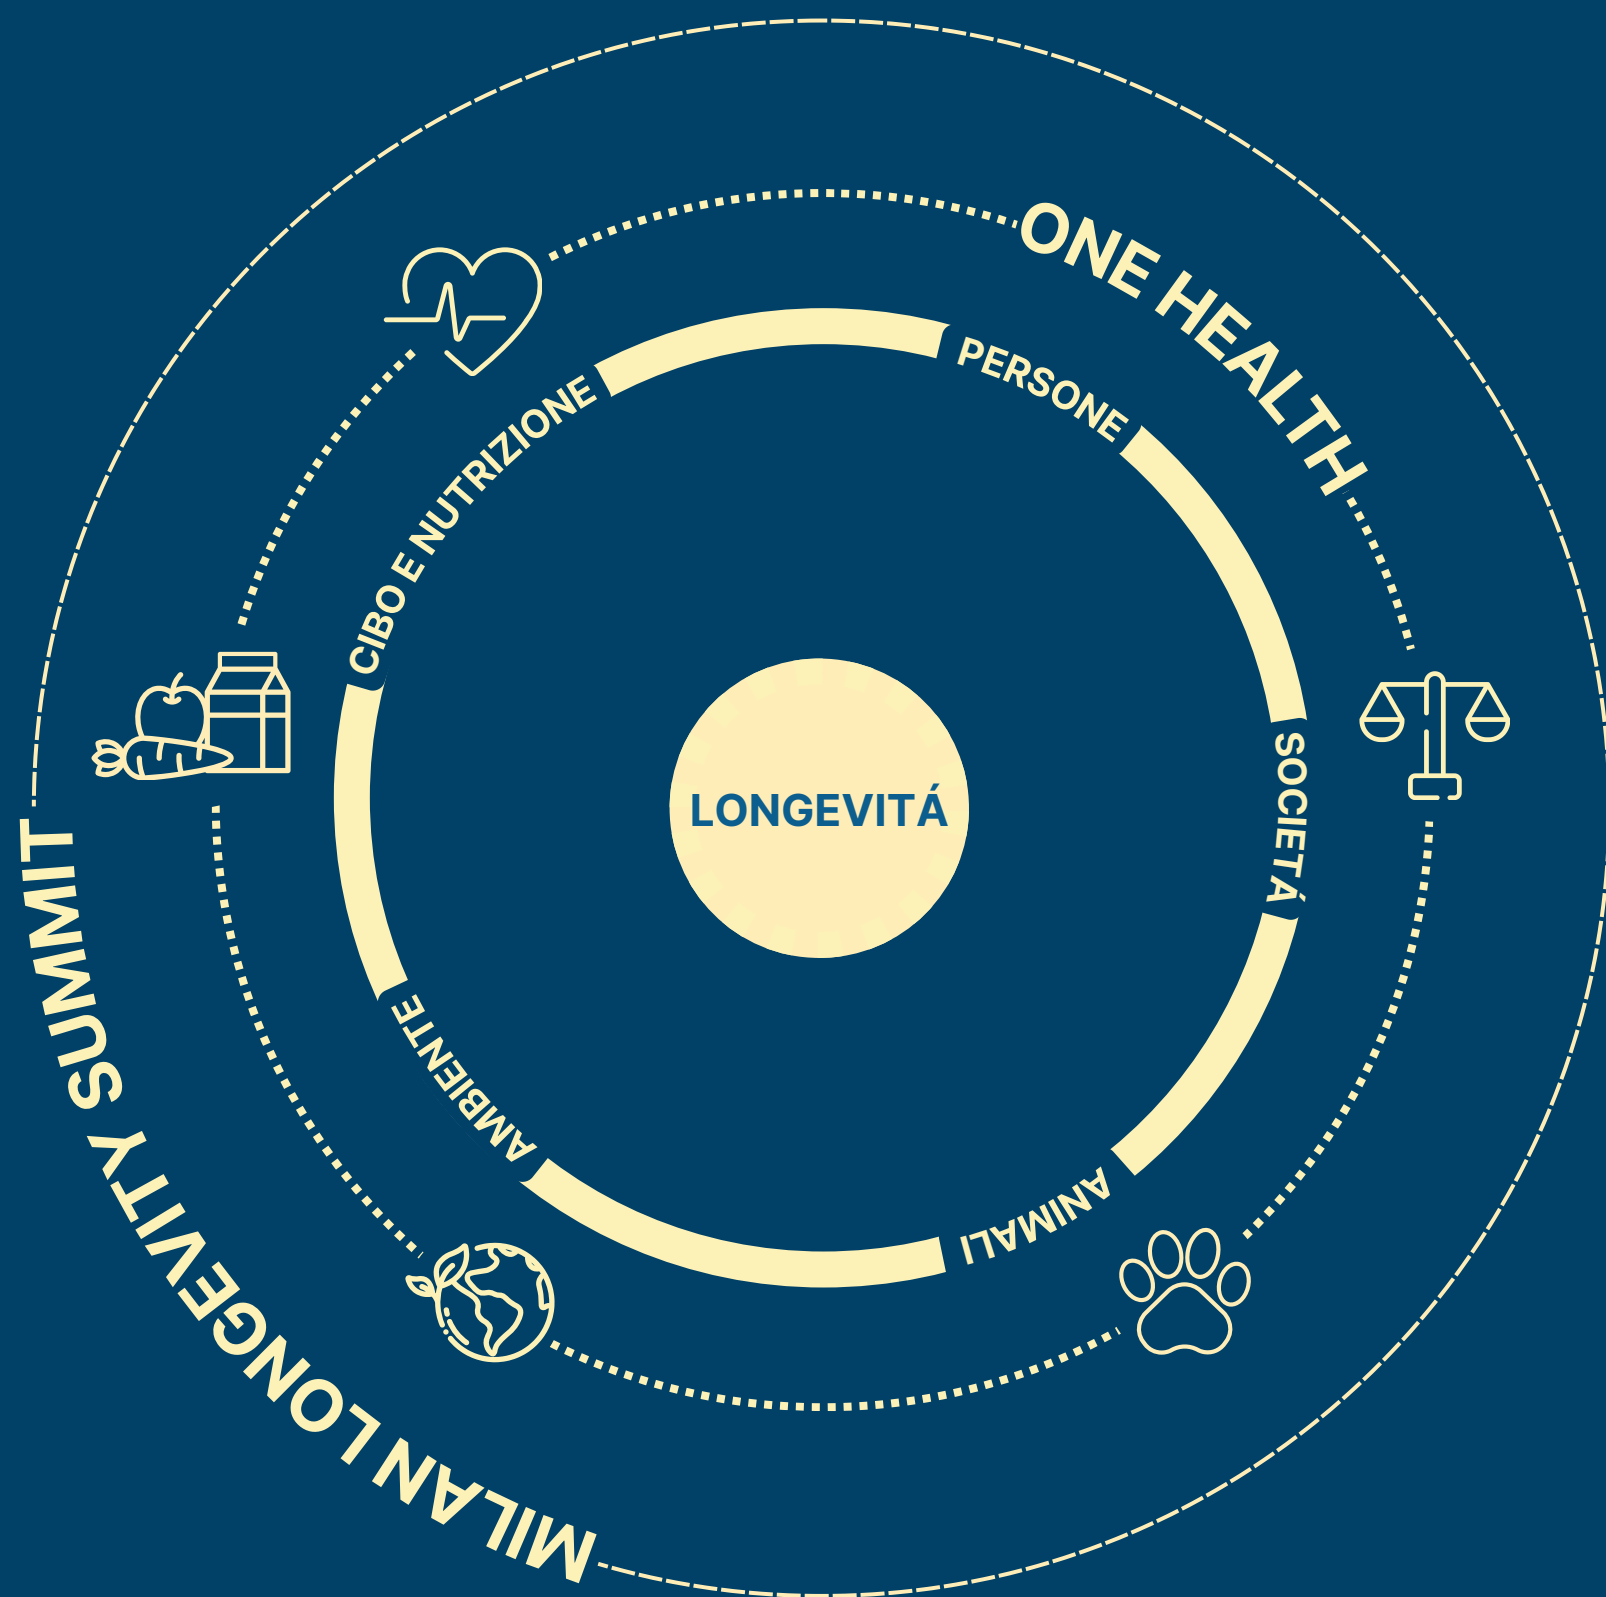 ONE HEALTH
PERSONE
CIBO E NUTRIZIONE
SOCIETÁ
LONGEVITÁ
AMBIENTE
ANIMALI
MILAN LONGEVITY SUMMIT